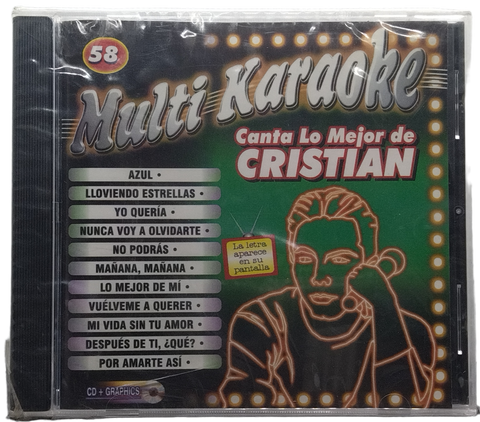 58
Multi Karaoke
Canta Lo Mejor de
CRISTIAN
AZUL •
LLOVIENDO ESTRELLAS •
YO QUERÍA •
NUNCA VOY A OLVIDARTE •
NO PODRÁS •
MAÑANA, MAÑANA •
LO MEJOR DE MÍ •
VUÉLVEME A QUERER •
MI VIDA SIN TU AMOR •
DESPUÉS DE TI, ¿QUÉ? •
POR AMARTE ASÍ •
La letra
aparece
en su
pantalla
CD + GRAPHICS